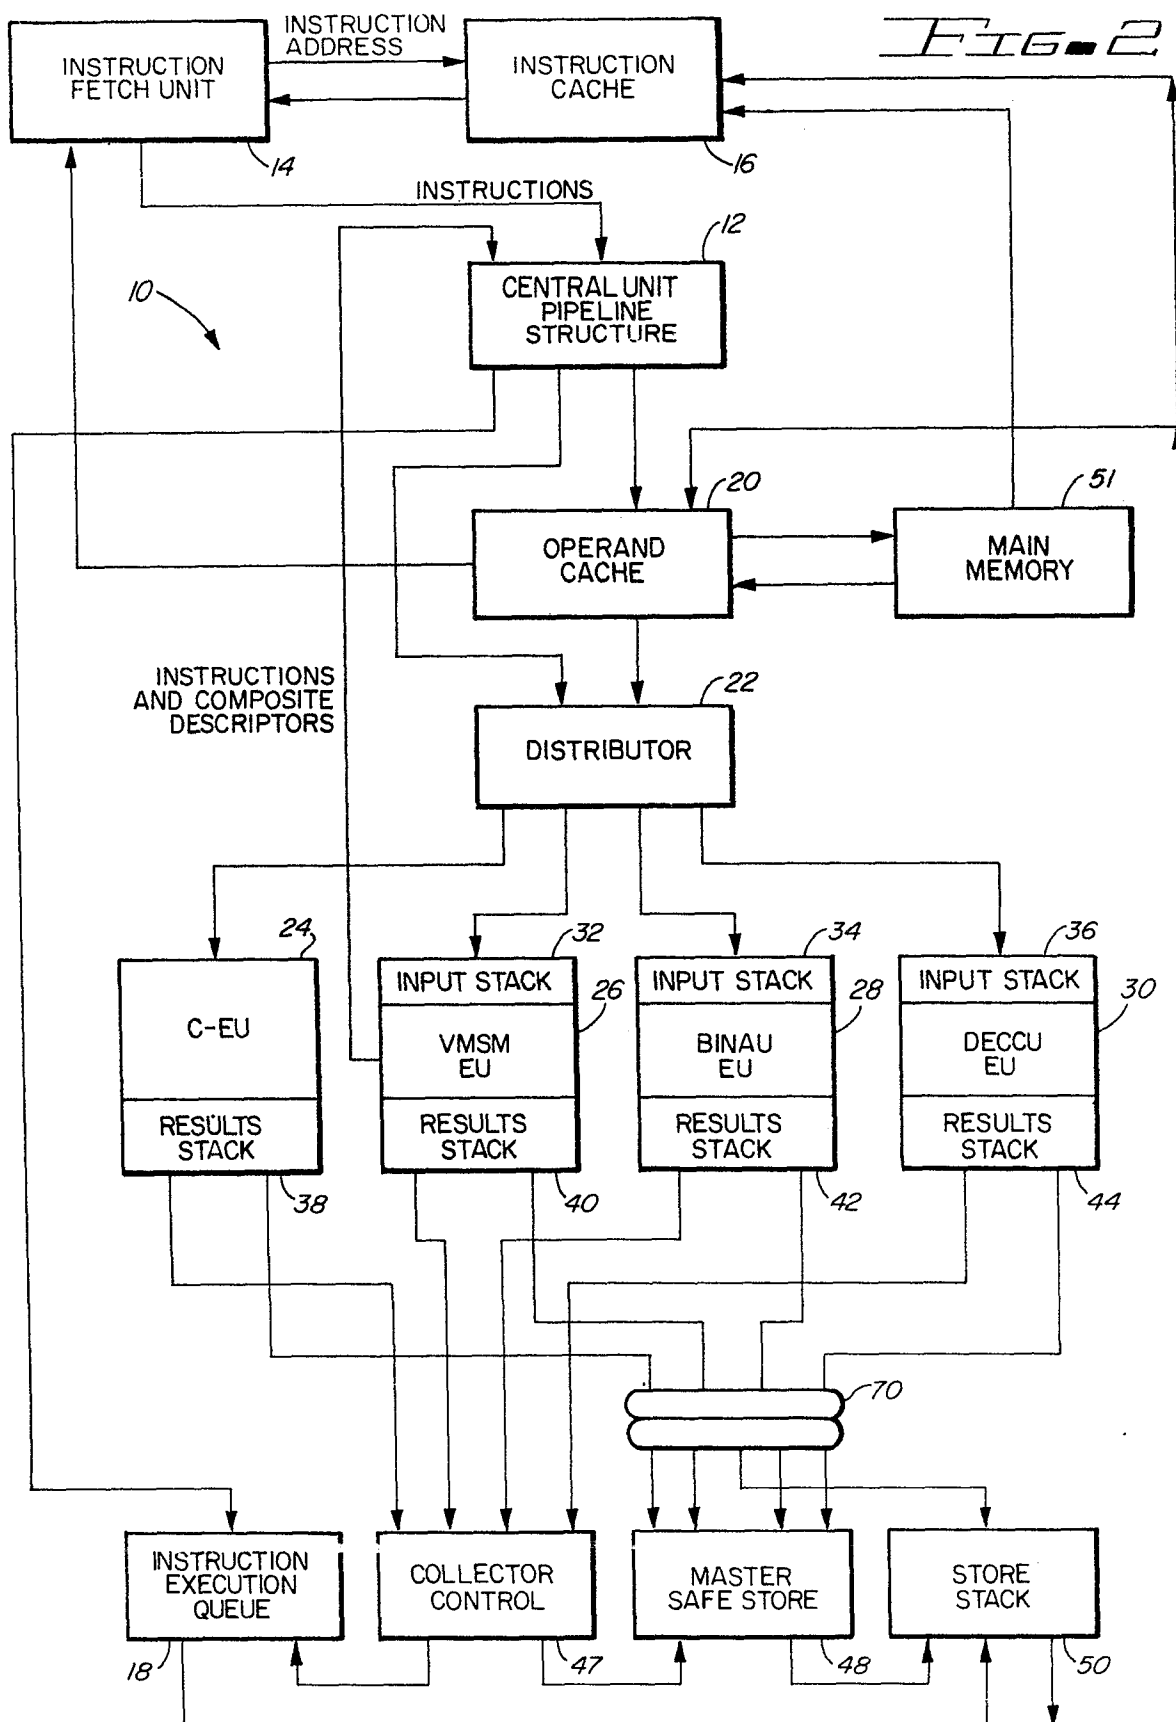 FIG. 2
INSTRUCTION
ADDRESS
INSTRUCTION
FETCH UNIT
INSTRUCTION
CACHE
14
16
INSTRUCTIONS
12
10
CENTRAL UNIT
PIPELINE
STRUCTURE
20
51
OPERAND
CACHE
MAIN
MEMORY
INSTRUCTIONS
AND COMPOSITE
DESCRIPTORS
22
DISTRIBUTOR
24
32
34
36
C-EU
RESULTS
STACK
INPUT STACK
26
VMSM
EU
RESULTS
STACK
INPUT STACK
28
BINAU
EU
RESULTS
STACK
INPUT STACK
30
DECCU
EU
RESULTS
STACK
38
40
42
44
70
INSTRUCTION
EXECUTION
QUEUE
COLLECTOR
CONTROL
MASTER
SAFE STORE
STORE
STACK
18
47
48
50